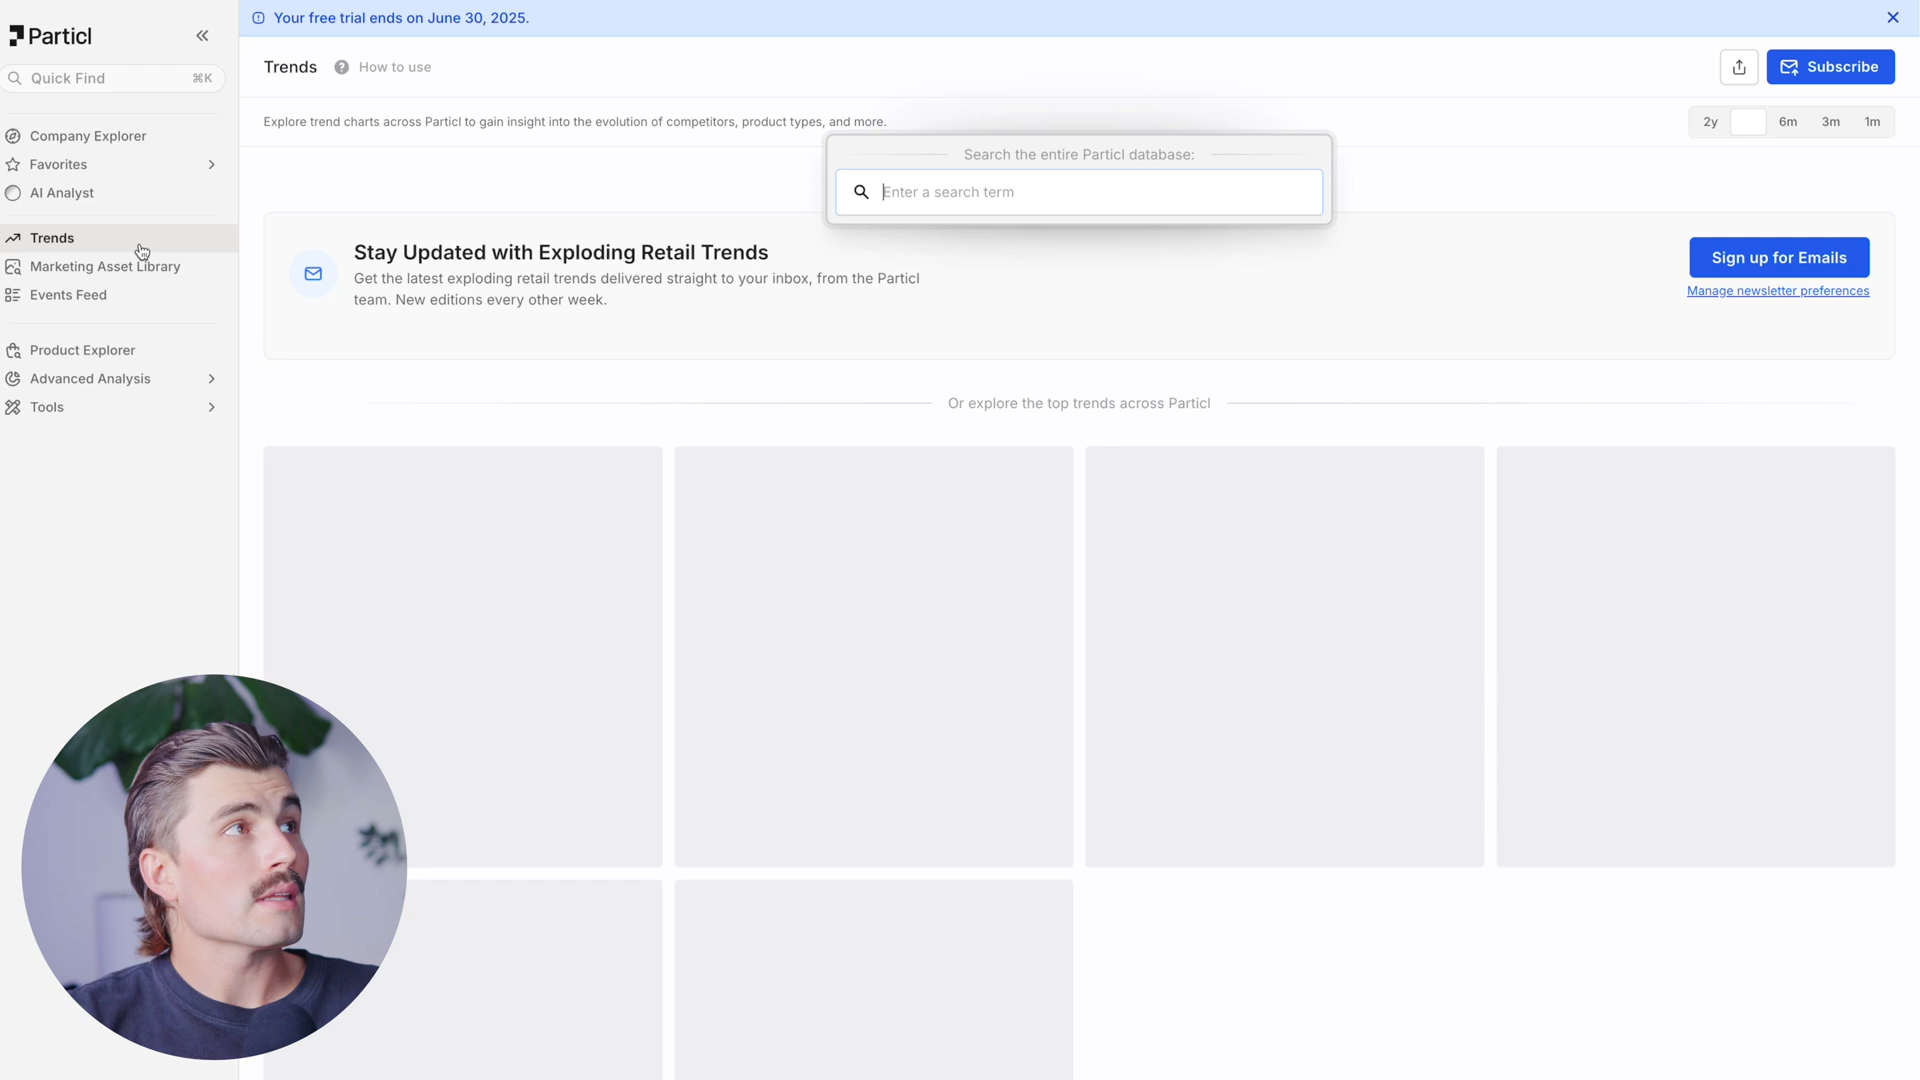 Your free trial ends on June 30, 2025.
Particl
Quick Find ⌘K
Company Explorer
Favorites
AI Analyst
Trends
Marketing Asset Library
Events Feed
Product Explorer
Advanced Analysis
Tools
Trends
How to use
Subscribe
Explore trend charts across Particl to gain insight into the evolution of competitors, product types, and more.
2y 6m 3m 1m
Search the entire Particl database:
Enter a search term
Stay Updated with Exploding Retail Trends
Get the latest exploding retail trends delivered straight to your inbox, from the Particl
team. New editions every other week.
Sign up for Emails
Manage newsletter preferences
Or explore the top trends across Particl